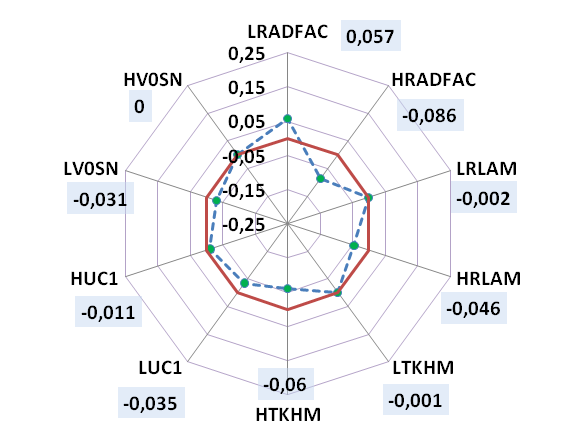 LRADFAC
0,057
0,25
HV0SN
HRADFAC
0
0,15
-0,086
0,05
LV0SN
-0,05
LRLAM
-0,031
-0,15
-0,002
-0,25
HUC1
HRLAM
-0,011
-0,046
LUC1
LTKHM
-0,035
-0,06
-0,001
HTKHM